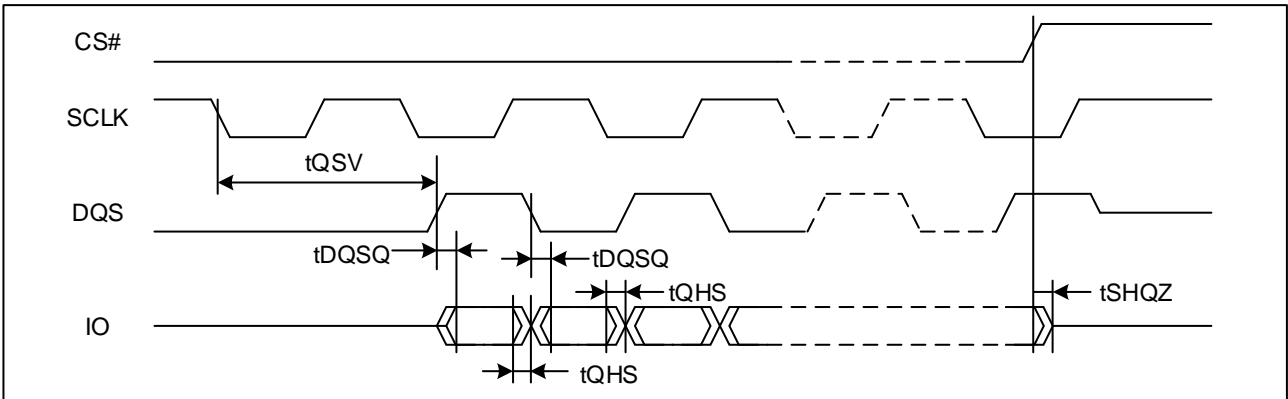 CS#
SCLK
tQSV
DQS
tDQSQ
tDQSQ
tQHS
tSHQZ
IO
tQHS